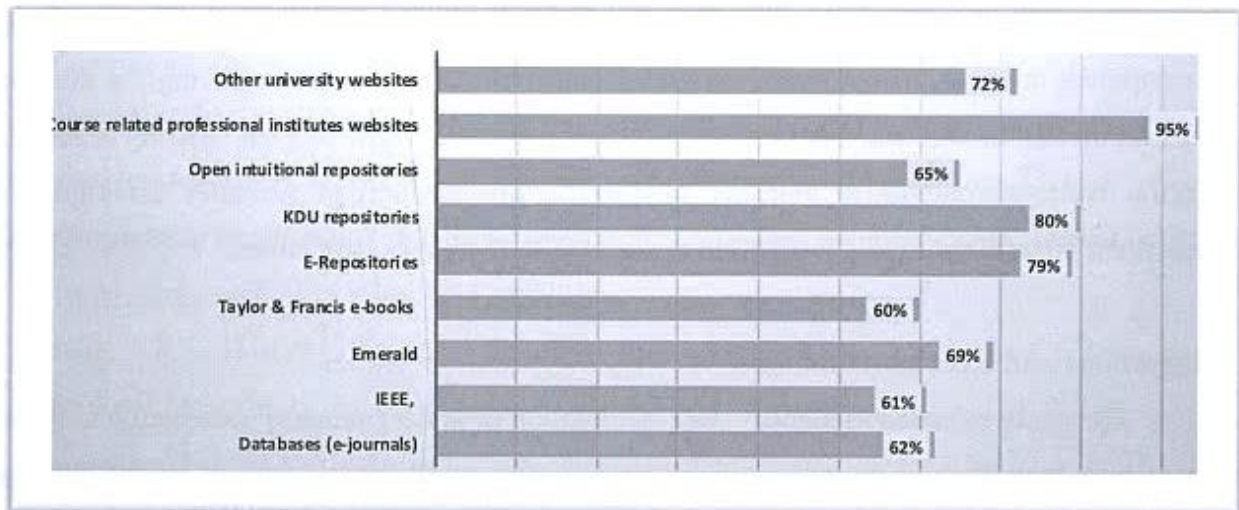 Other university websites 72%
Course related professional institutes websites 95%
Open intuitional repositories 65%
KDU repositories 80%
E-Repositories 79%
Taylor & Francis e-books 60%
Emerald 69%
IEEE, 61%
Databases (e-journals) 62%